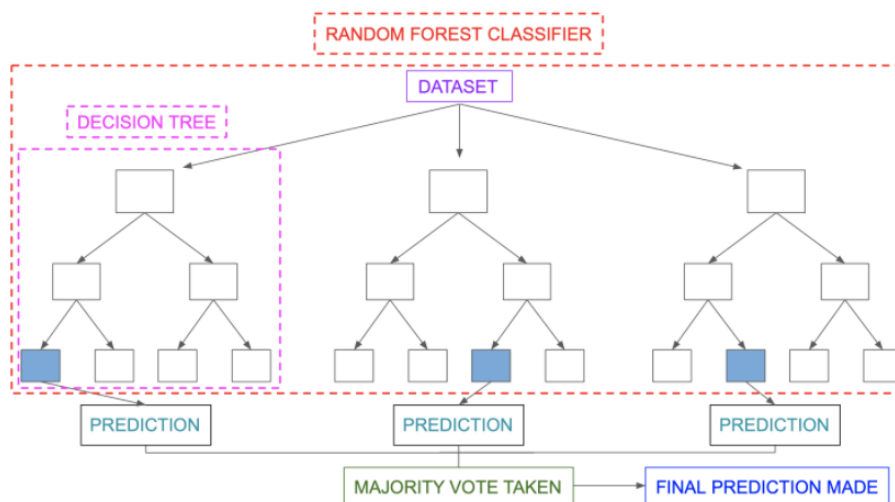 RANDOM FOREST CLASSIFIER
DATASET
DECISION TREE
PREDICTION
PREDICTION
PREDICTION
MAJORITY VOTE TAKEN
FINAL PREDICTION MADE